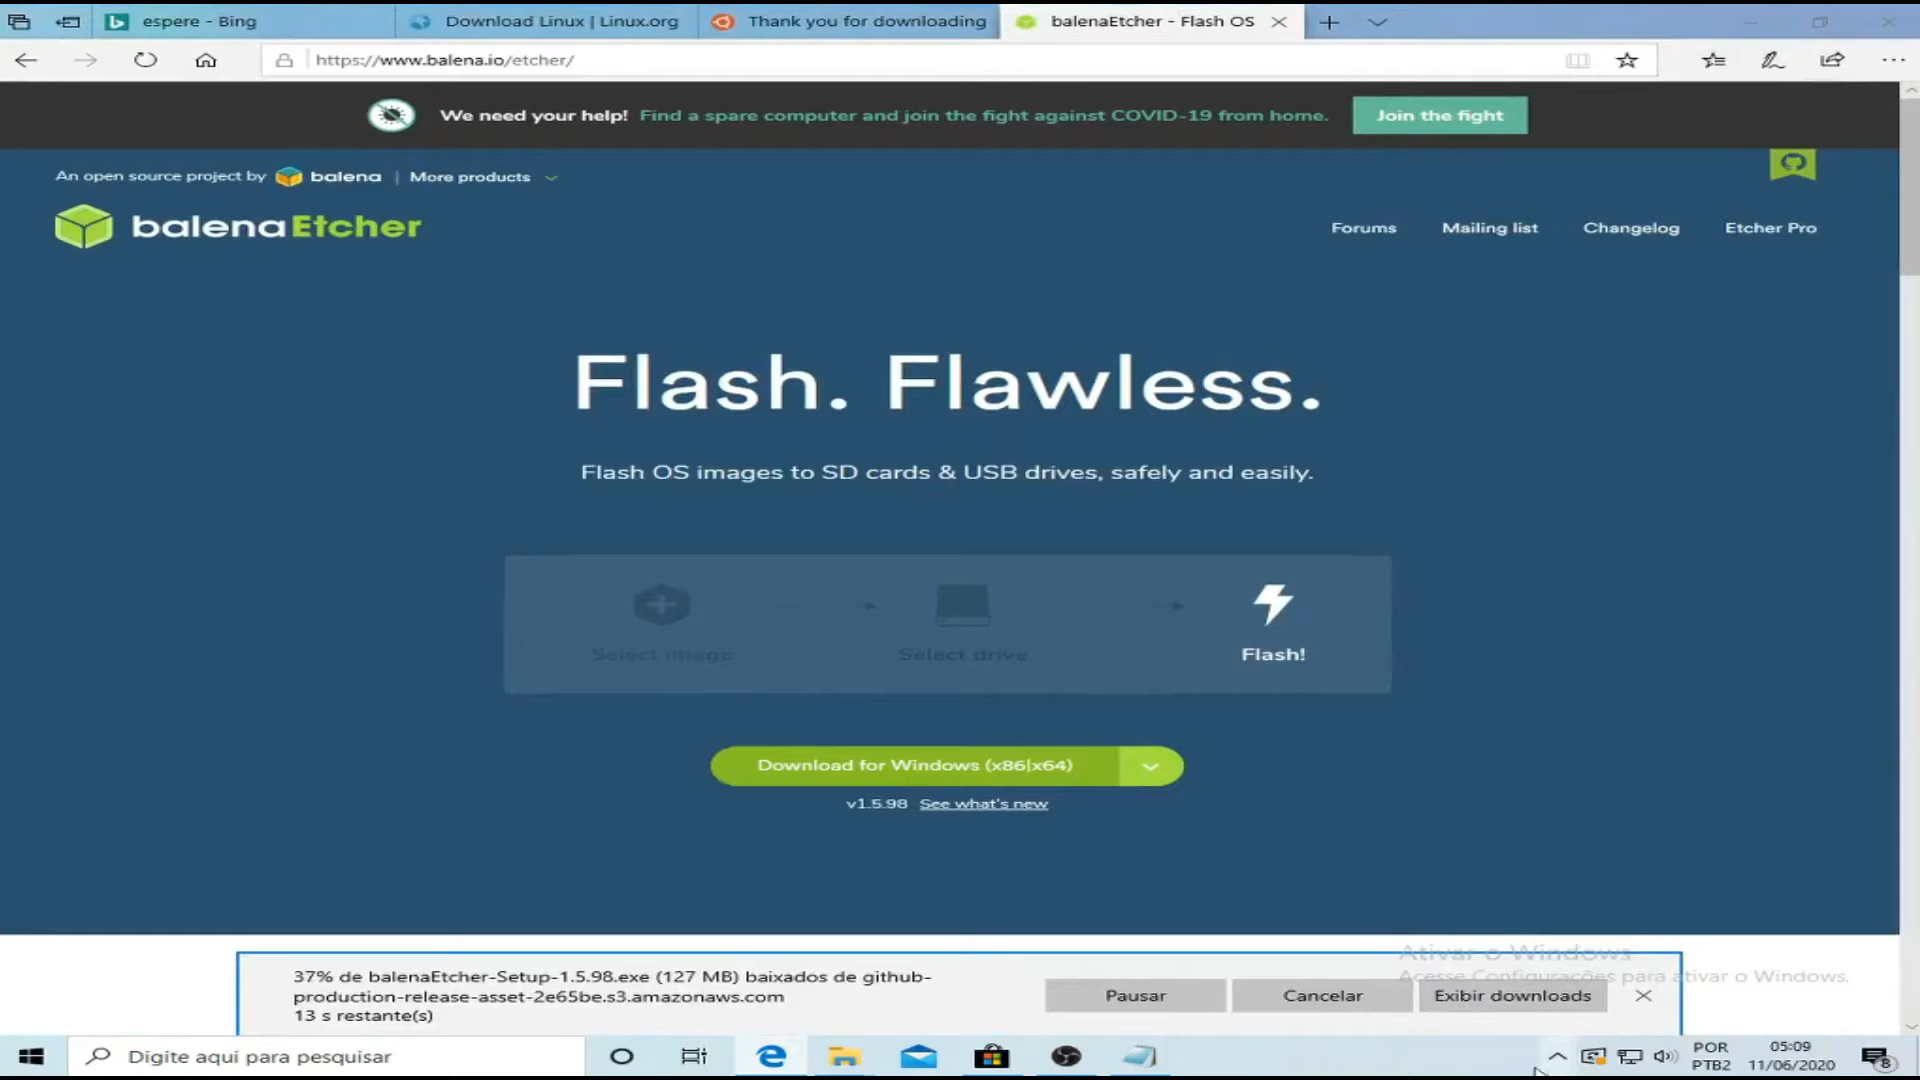 espere - Bing
Download Linux | Linux.org
Thank you for downloading
balenaEtcher - Flash OS
https://www.balena.io/etcher/
We need your help! Find a spare computer and join the fight against COVID-19 from home.
Join the fight
An open source project by balena | More products
balenaEtcher
Forums
Mailing list
Changelog
Etcher Pro
Flash. Flawless.
Flash OS images to SD cards & USB drives, safely and easily.
Select image
Select drive
Flash!
Download for Windows (x86|x64)
v1.5.98 See what's new
Ativar o Windows
Acesse Configurações para ativar o Windows.
37% de balenaEtcher-Setup-1.5.98.exe (127 MB) baixados de github-
production-release-asset-2e65be.s3.amazonaws.com
13 s restante(s)
Pausar
Cancelar
Exibir downloads
Digite aqui para pesquisar
POR
PTB2
05:09
11/06/2020
8